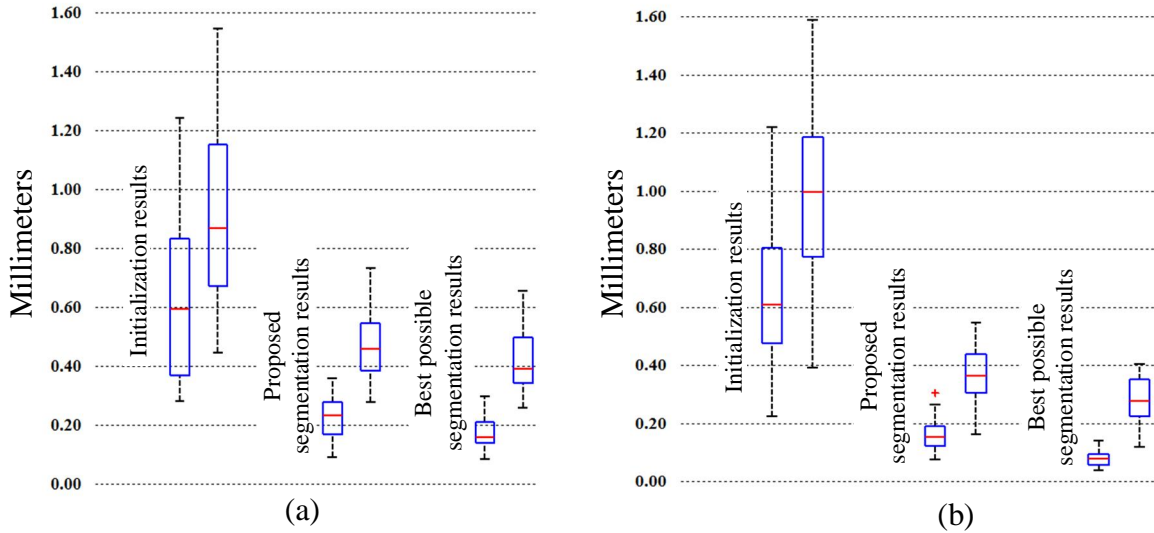 1.60
1.40
1.20
1.00
0.80
0.60
0.40
0.20
0.00
Millimeters
Initialization results
Proposed
segmentation results
Best possible
segmentation results
(a)
1.60
1.40
1.20
1.00
0.80
0.60
0.40
0.20
0.00
Millimeters
Initialization results
Proposed
segmentation results
Best possible
segmentation results
(b)